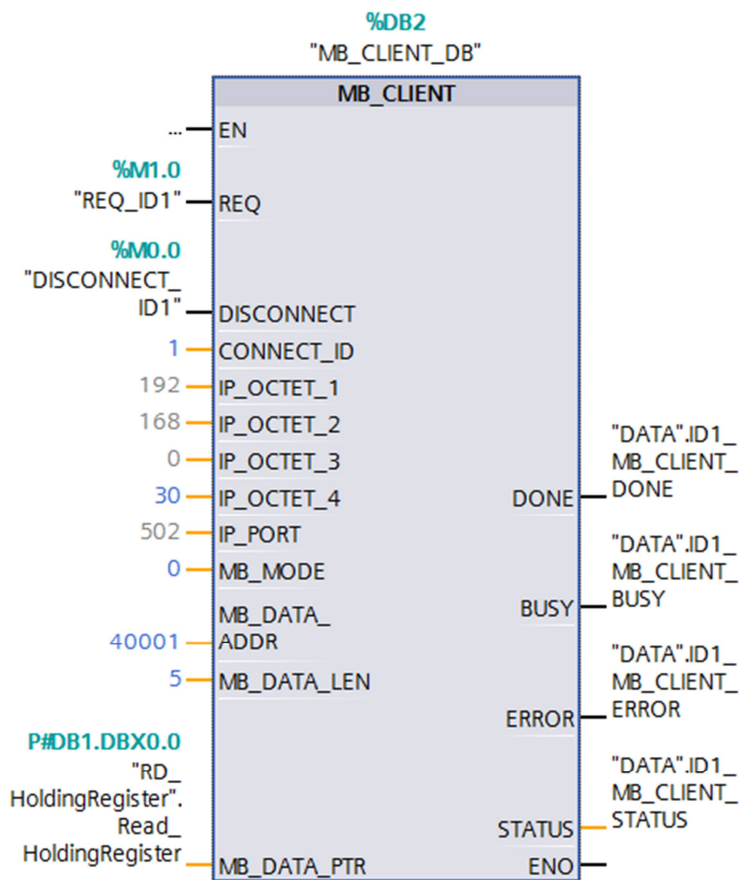 %DB2
"MB_CLIENT_DB"
MB_CLIENT
... EN
%M1.0
"REQ_ID1" REQ
%M0.0
"DISCONNECT_
ID1" DISCONNECT
1 CONNECT_ID
192 IP_OCTET_1
168 IP_OCTET_2
0 IP_OCTET_3
30 IP_OCTET_4
502 IP_PORT
0 MB_MODE
MB_DATA_
40001 ADDR
5 MB_DATA_LEN
P#DB1.DBX0.0
"RD_
HoldingRegister".
Read_
HoldingRegister MB_DATA_PTR
"DATA".ID1_
MB_CLIENT_
DONE DONE
"DATA".ID1_
MB_CLIENT_
BUSY BUSY
"DATA".ID1_
MB_CLIENT_
ERROR ERROR
"DATA".ID1_
MB_CLIENT_
STATUS STATUS
ENO